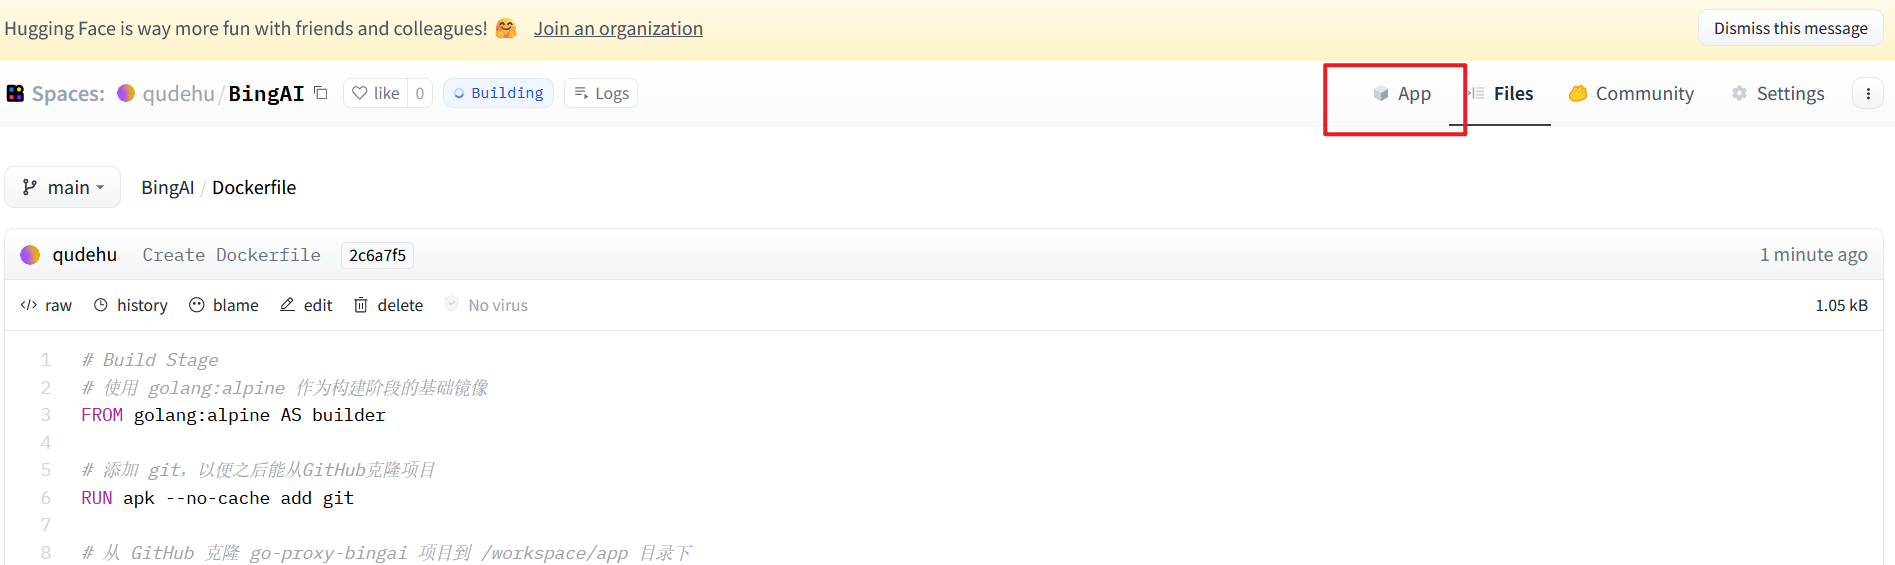 Hugging Face is way more fun with friends and colleagues! 🤗 Join an organization Dismiss this message
Spaces: qudehu/BingAI like 0 Building Logs App Files Community Settings
main BingAI / Dockerfile
qudehu Create Dockerfile 2c6a7f5 1 minute ago
raw history blame edit delete No virus 1.05 kB
1 # Build Stage
2 # 使用 golang:alpine 作为构建阶段的基础镜像
3 FROM golang:alpine AS builder
4
5 # 添加 git，以便之后能从GitHub克隆项目
6 RUN apk --no-cache add git
7
8 # 从 GitHub 克隆 go-proxy-bingai 项目到 /workspace/app 目录下